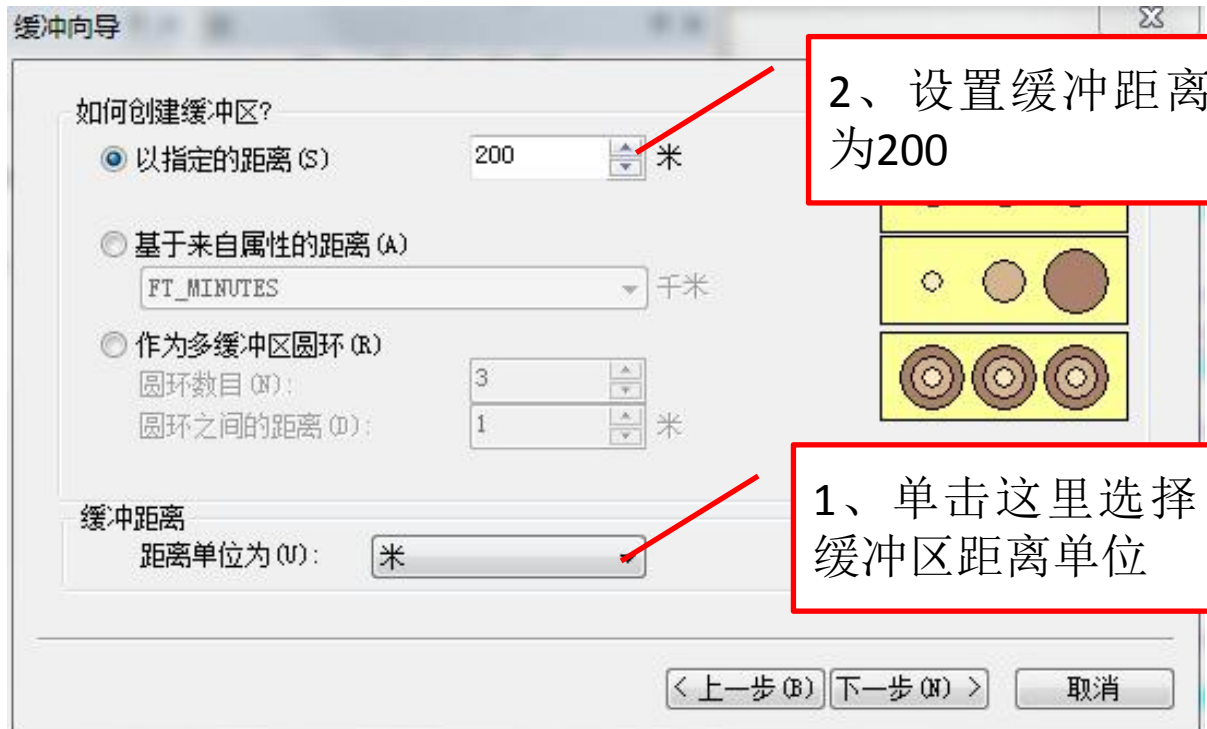 缓冲向导
2、设置缓冲距离
为200
如何创建缓冲区?
以指定的距离(S) 200 米
基于来自属性的距离(A)
FT_MINUTES 千米
作为多缓冲区圆环(R)
圆环数目(N): 3
圆环之间的距离(D): 1 米
1、单击这里选择
缓冲区距离单位
缓冲距离
距离单位为(U): 米
< 上一步(B) 下一步(N) > 取消